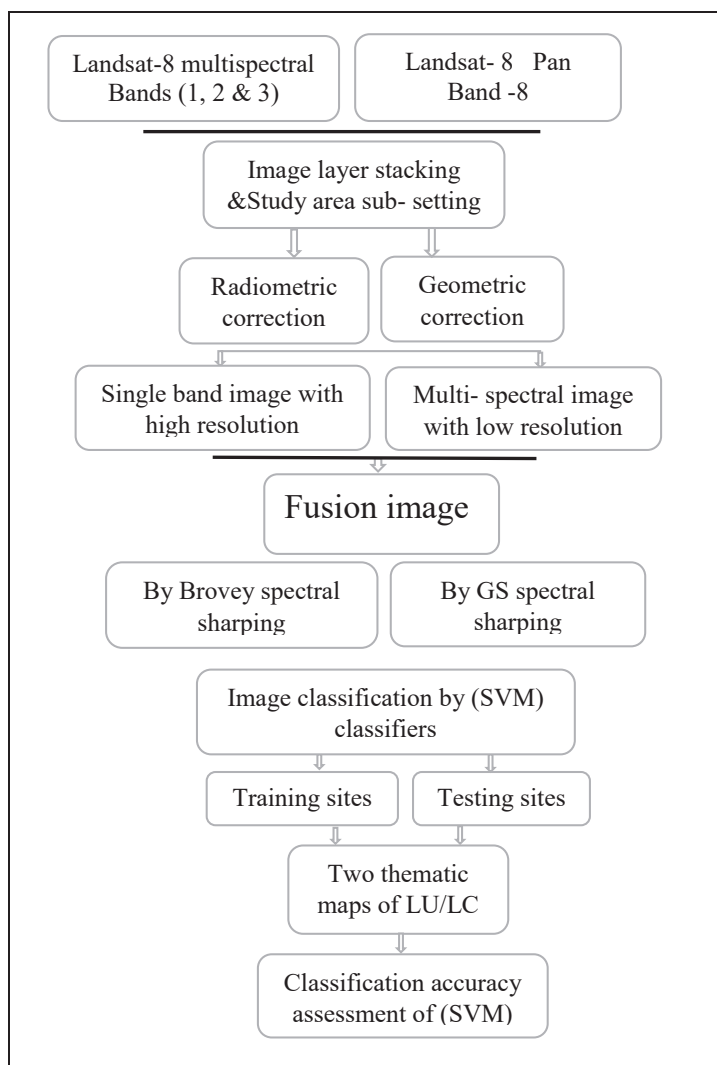 Landsat-8 multispectral
Bands (1, 2 & 3)
Landsat- 8 Pan
Band -8
Image layer stacking
&Study area sub- setting
Radiometric
correction
Geometric
correction
Single band image with
high resolution
Multi- spectral image
with low resolution
Fusion image
By Brovey spectral
sharping
By GS spectral
sharping
Image classification by (SVM)
classifiers
Training sites
Testing sites
Two thematic
maps of LU/LC
Classification accuracy
assessment of (SVM)